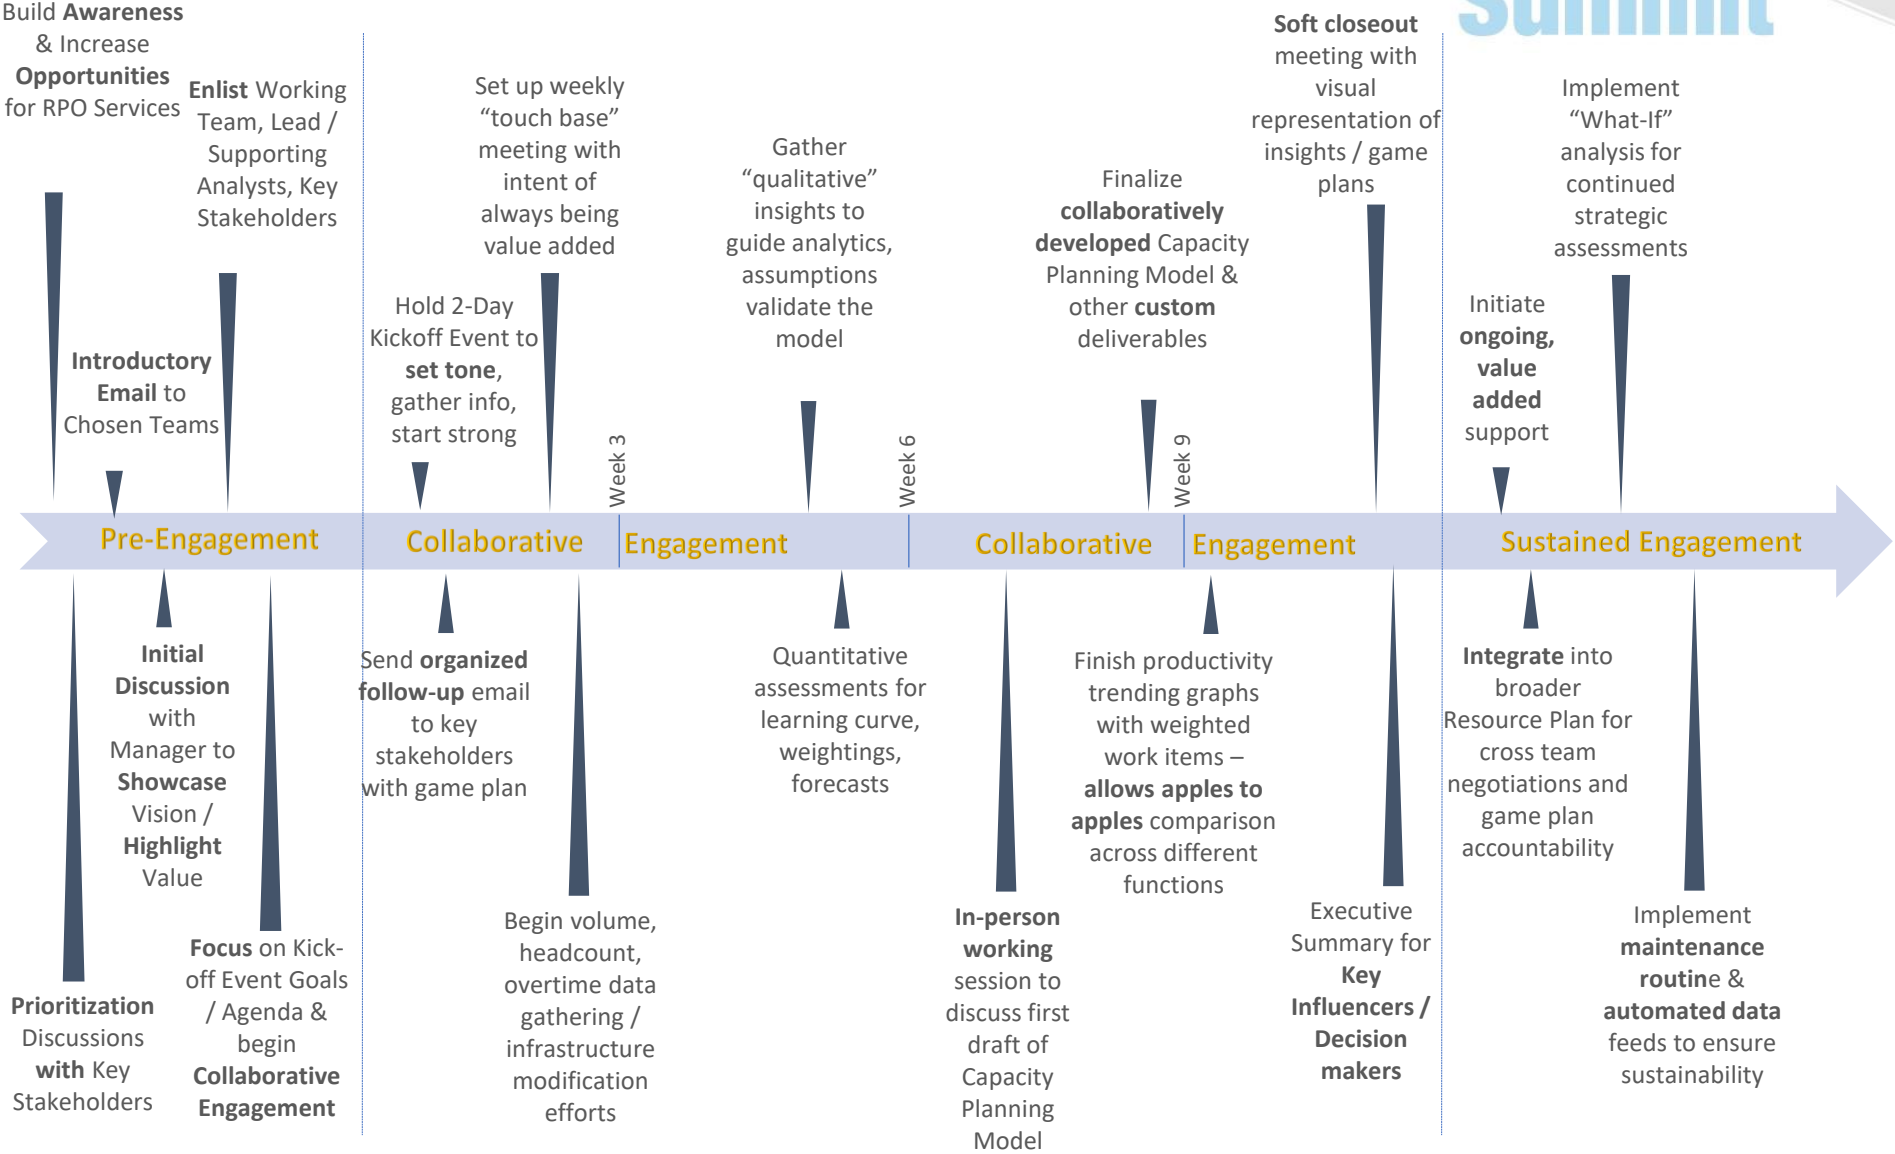 Summit
Build Awareness
& Increase
Opportunities
for RPO Services
Enlist Working
Team, Lead /
Supporting
Analysts, Key
Stakeholders
Introductory
Email to
Chosen Teams
Hold 2-Day
Kickoff Event to
set tone,
gather info,
start strong
Set up weekly
“touch base”
meeting with
intent of
always being
value added
Week 3
Gather
“qualitative”
insights to
guide analytics,
assumptions
validate the
model
Week 6
Finalize
collaboratively
developed Capacity
Planning Model &
other custom
deliverables
Week 9
Soft closeout
meeting with
visual
representation of
insights / game
plans
Initiate
ongoing,
value
added
support
Implement
“What-If”
analysis for
continued
strategic
assessments
Pre-Engagement
Collaborative
Engagement
Collaborative
Engagement
Sustained Engagement
Prioritization
Discussions
with Key
Stakeholders
Initial
Discussion
with
Manager to
Showcase
Vision /
Highlight
Value
Focus on Kick-
off Event Goals
/ Agenda &
begin
Collaborative
Engagement
Send organized
follow-up email
to key
stakeholders
with game plan
Begin volume,
headcount,
overtime data
gathering /
infrastructure
modification
efforts
Quantitative
assessments for
learning curve,
weightings,
forecasts
In-person
working
session to
discuss first
draft of
Capacity
Planning
Model
Finish productivity
trending graphs
with weighted
work items –
allows apples to
apples comparison
across different
functions
Executive
Summary for
Key
Influencers /
Decision
makers
Integrate into
broader
Resource Plan for
cross team
negotiations and
game plan
accountability
Implement
maintenance
routine &
automated data
feeds to ensure
sustainability